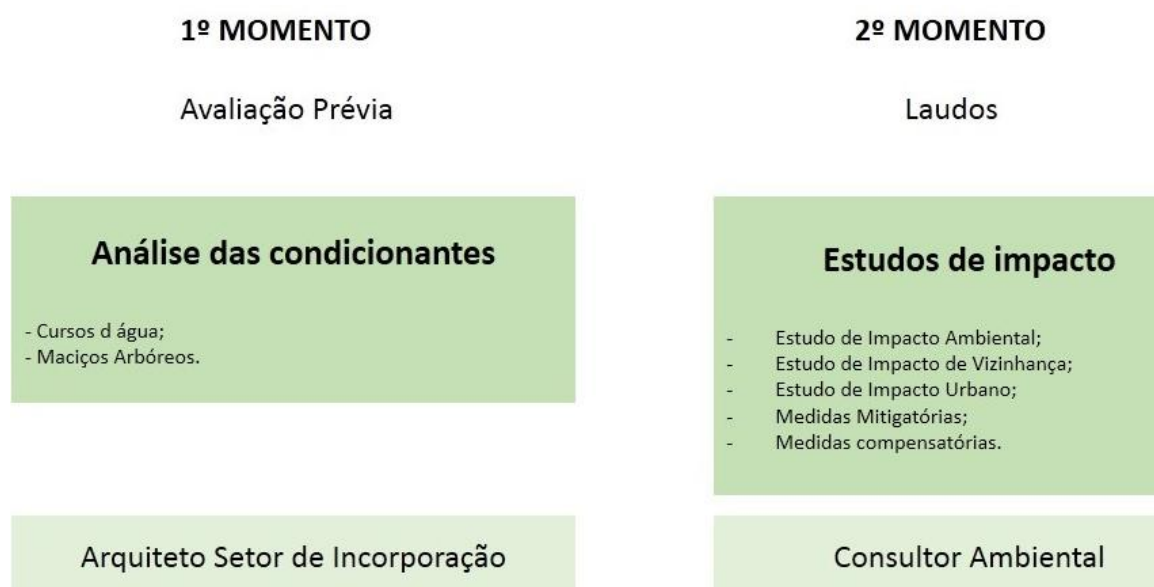 1º MOMENTO
Avaliação Prévia
Análise das condicionantes
- Cursos d água;
- Maciços Arbóreos.
Arquiteto Setor de Incorporação
2º MOMENTO
Laudos
Estudos de impacto
- Estudo de Impacto Ambiental;
- Estudo de Impacto de Vizinhança;
- Estudo de Impacto Urbano;
- Medidas Mitigatórias;
- Medidas compensatórias.
Consultor Ambiental